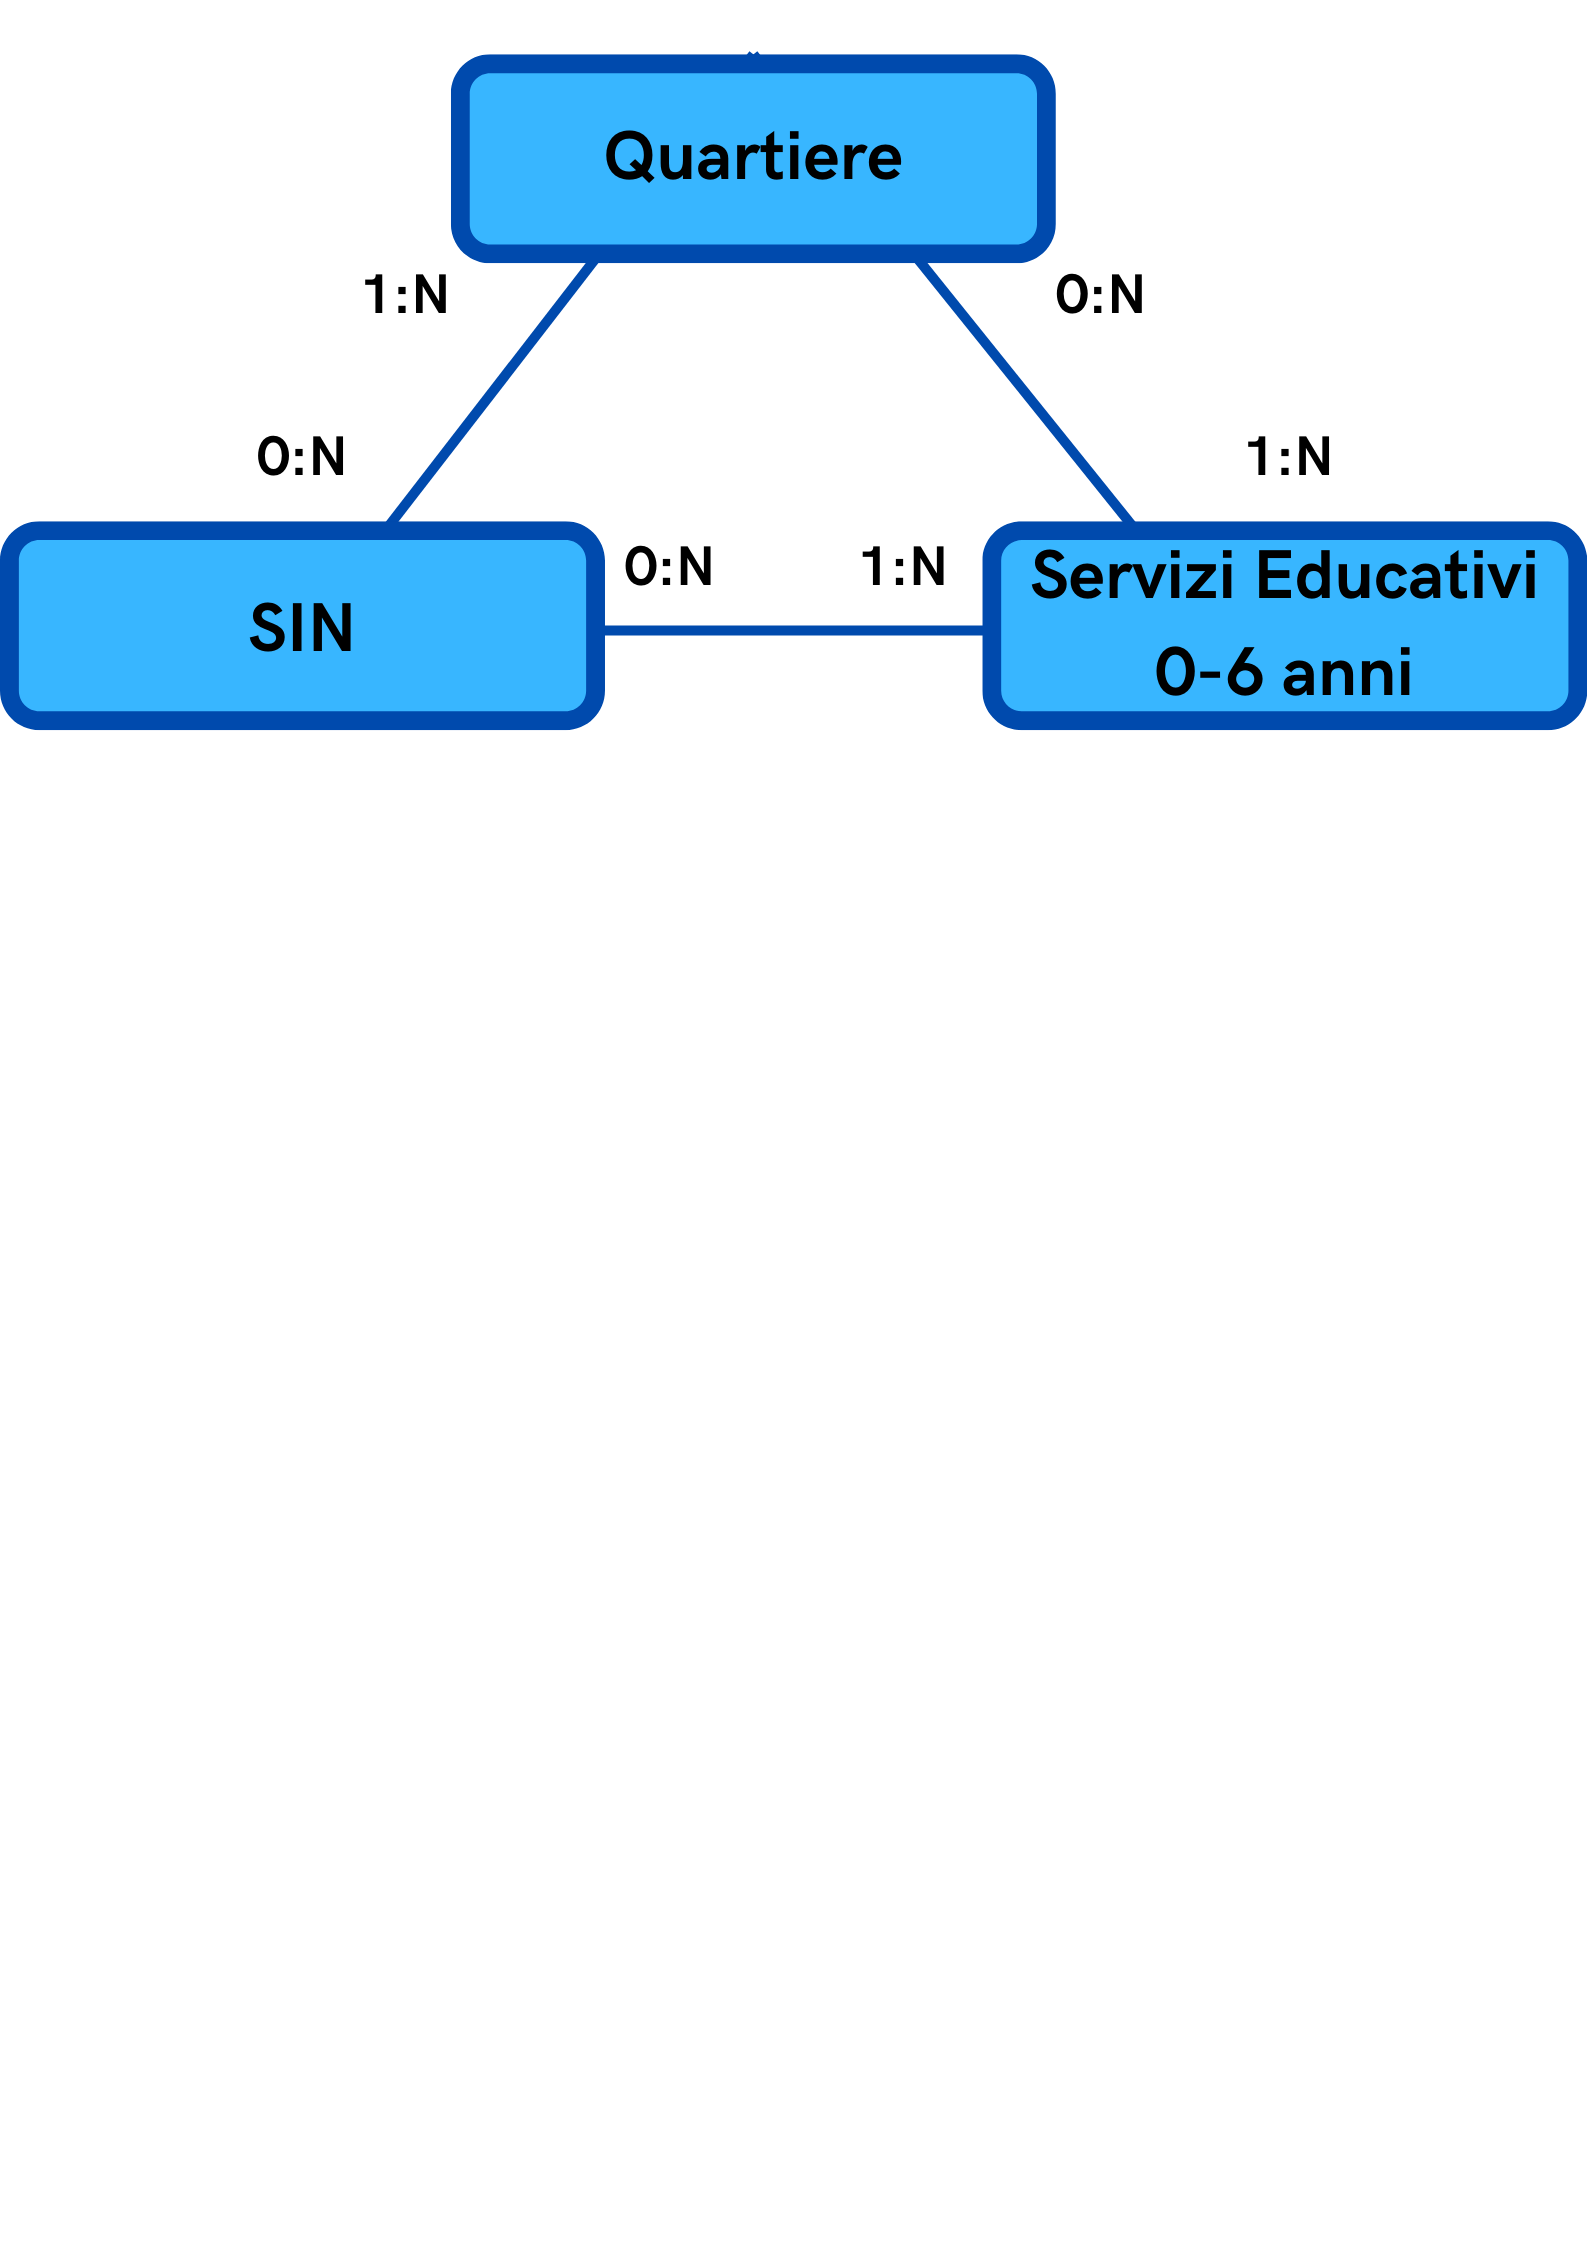 Quartiere
1:N
0:N
0:N
1:N
0:N
1:N
SIN
Servizi Educativi
0-6 anni